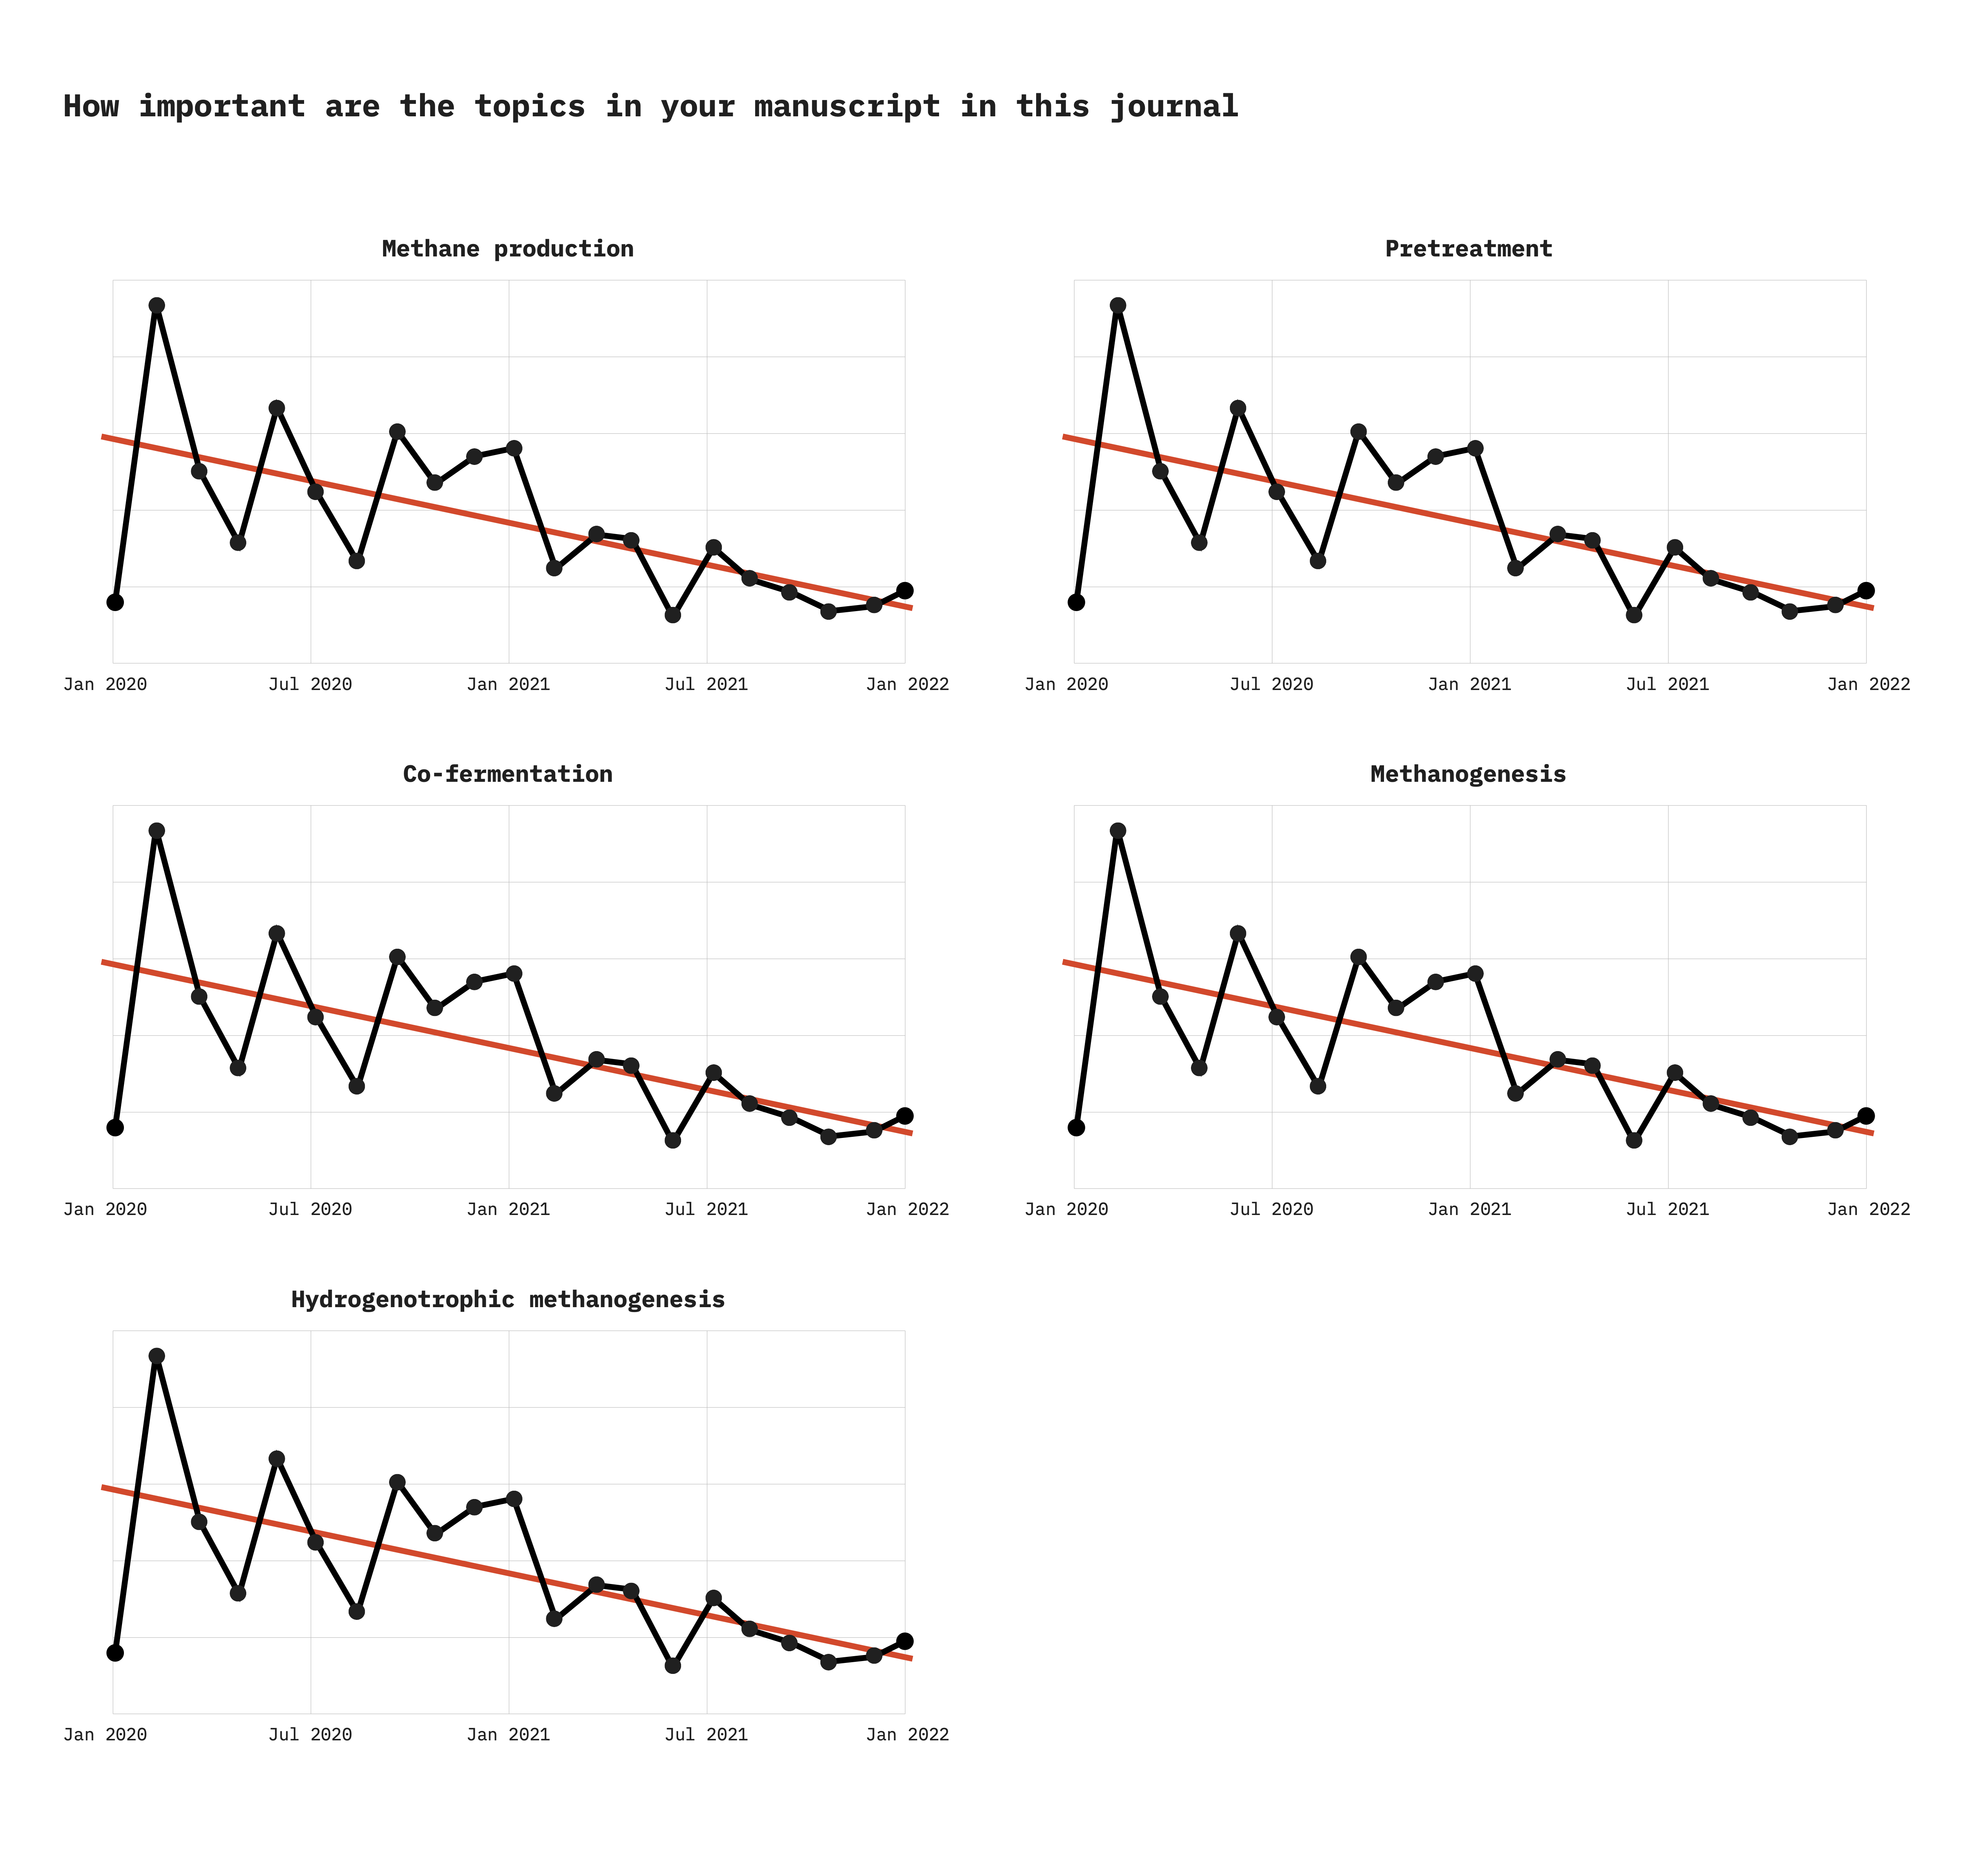 How important are the topics in your manuscript in this journal
Methane production
Pretreatment
Jan 2020 Jul 2020 Jan 2021 Jul 2021 Jan 2022
Jan 2020 Jul 2020 Jan 2021 Jul 2021 Jan 2022
Co-fermentation
Methanogenesis
Jan 2020 Jul 2020 Jan 2021 Jul 2021 Jan 2022
Jan 2020 Jul 2020 Jan 2021 Jul 2021 Jan 2022
Hydrogenotrophic methanogenesis
Jan 2020 Jul 2020 Jan 2021 Jul 2021 Jan 2022